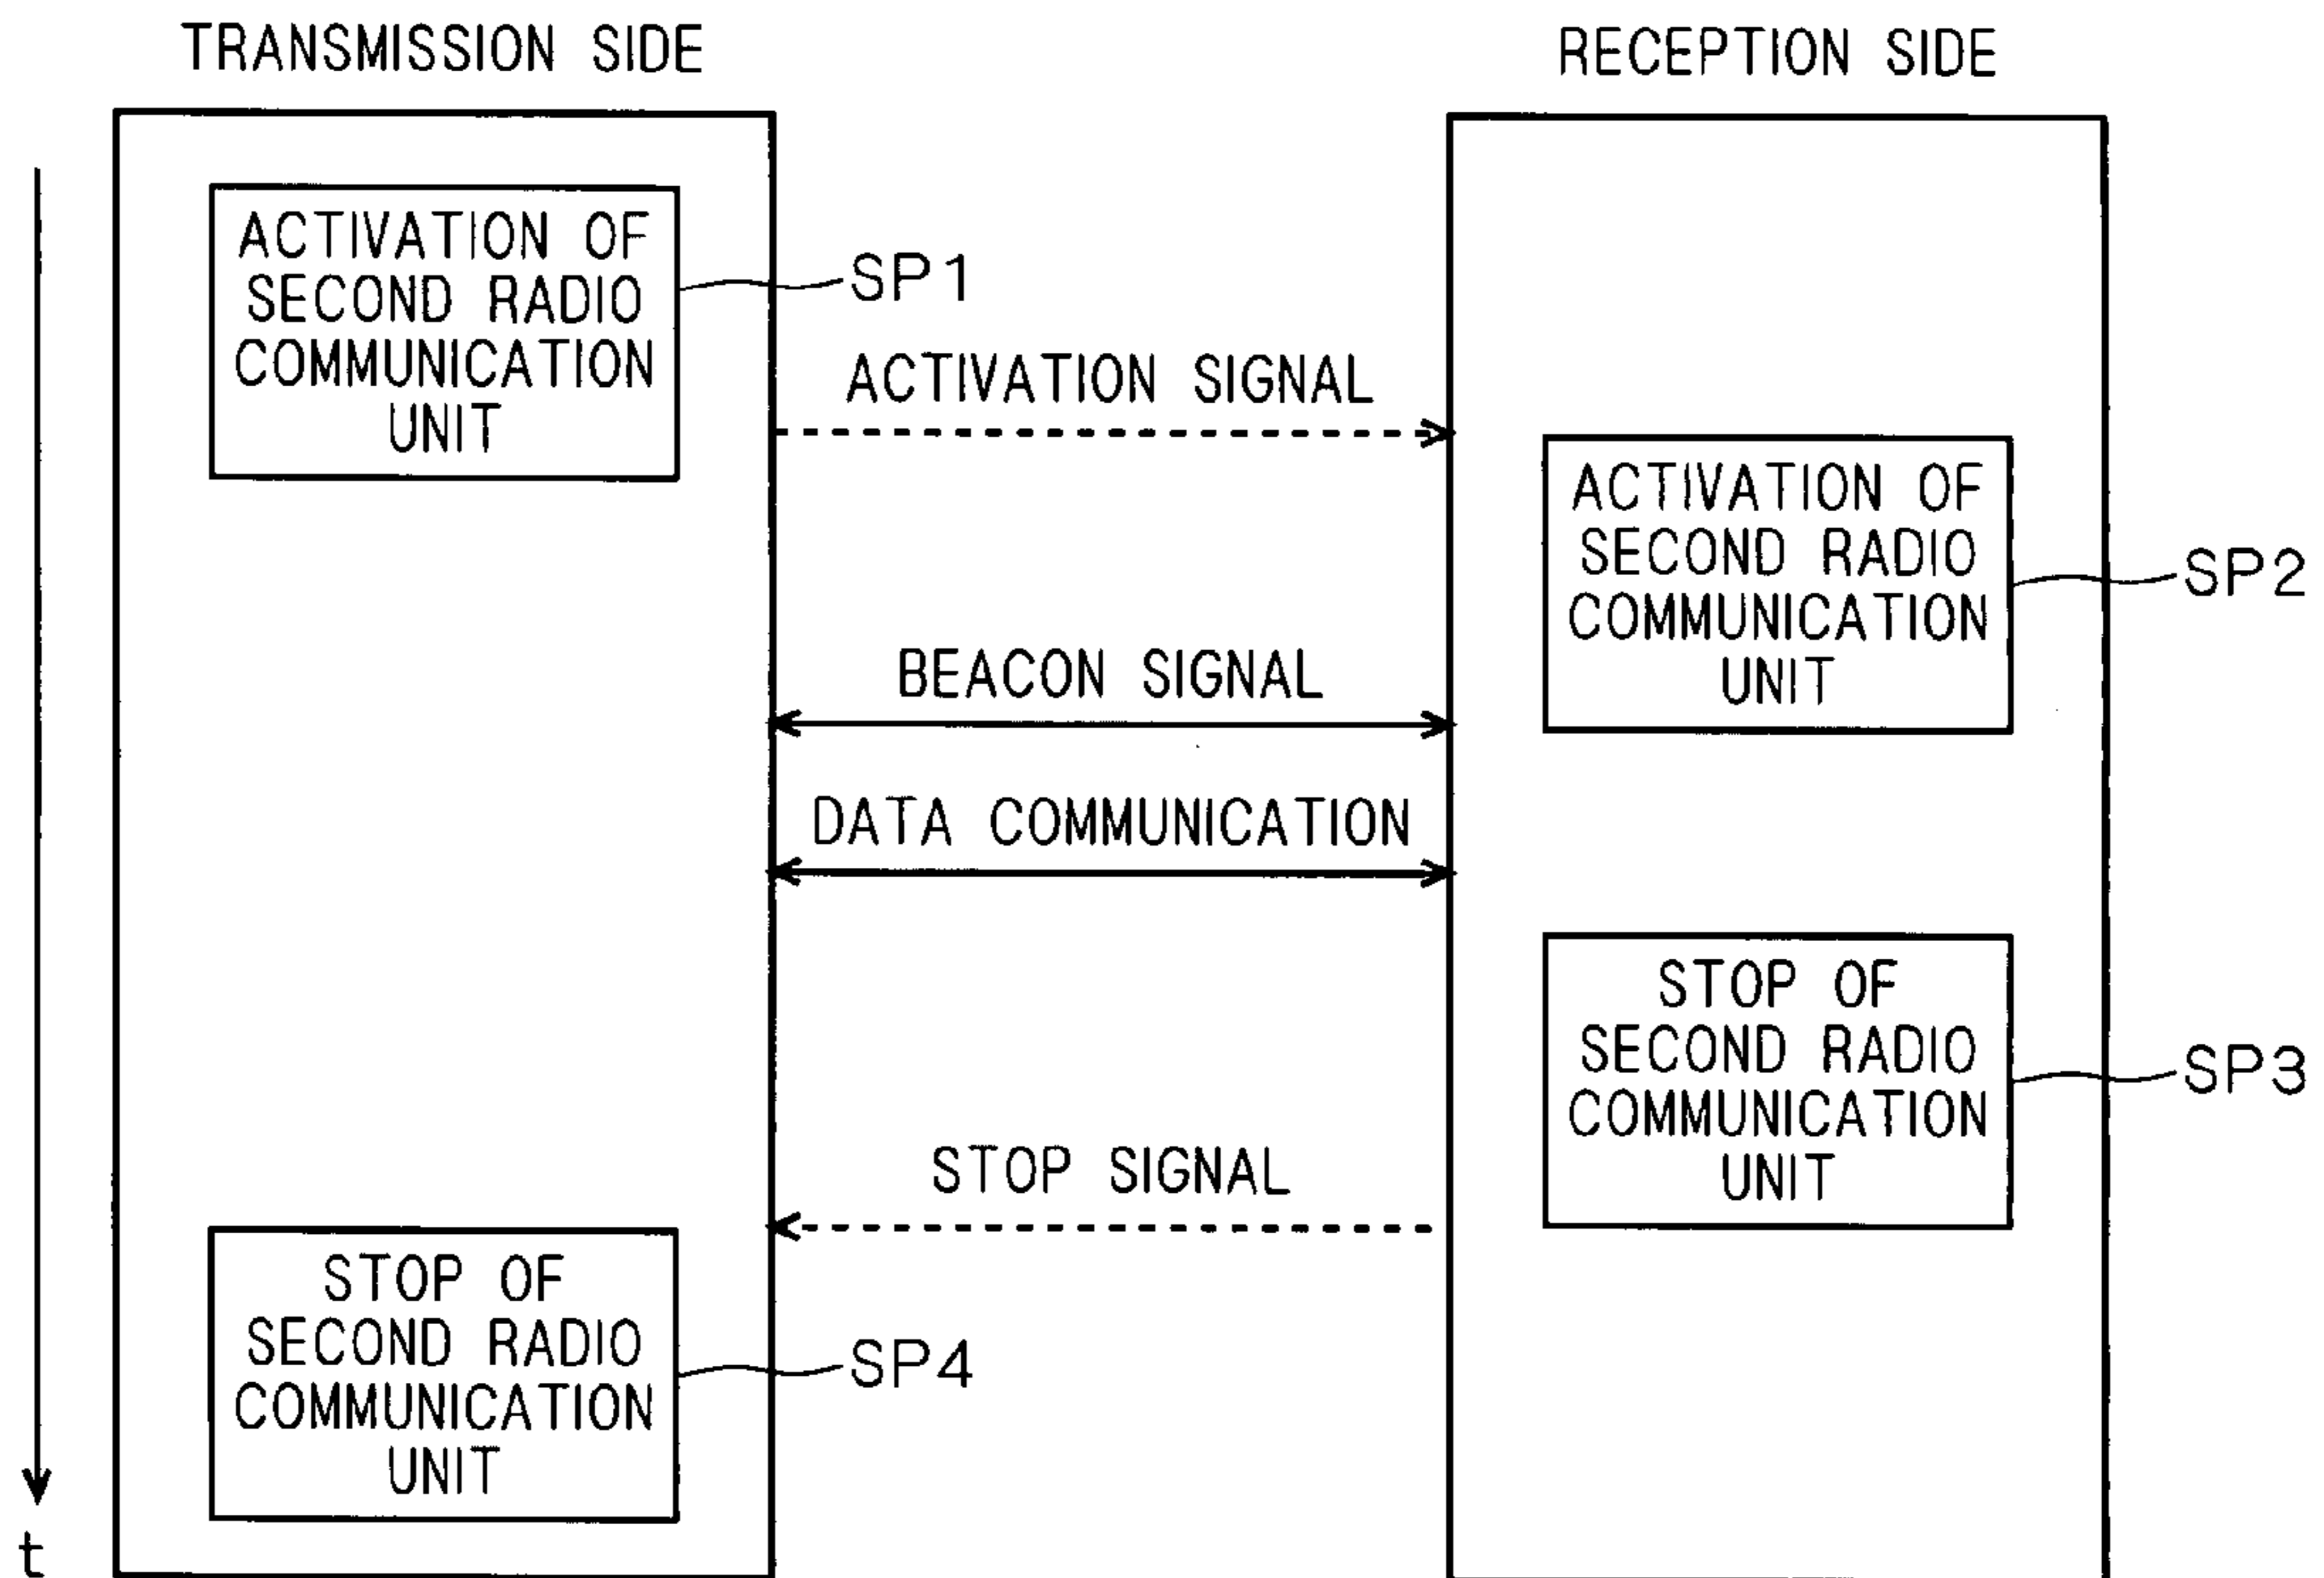 TRANSMISSION SIDE
RECEPTION SIDE
ACTIVATION OF
SECOND RADIO
COMMUNICATION
UNIT
SP1
ACTIVATION SIGNAL
ACTIVATION OF
SECOND RADIO
COMMUNICATION
UNIT
SP2
BEACON SIGNAL
DATA COMMUNICATION
STOP OF
SECOND RADIO
COMMUNICATION
UNIT
SP3
STOP SIGNAL
STOP OF
SECOND RADIO
COMMUNICATION
UNIT
SP4
t